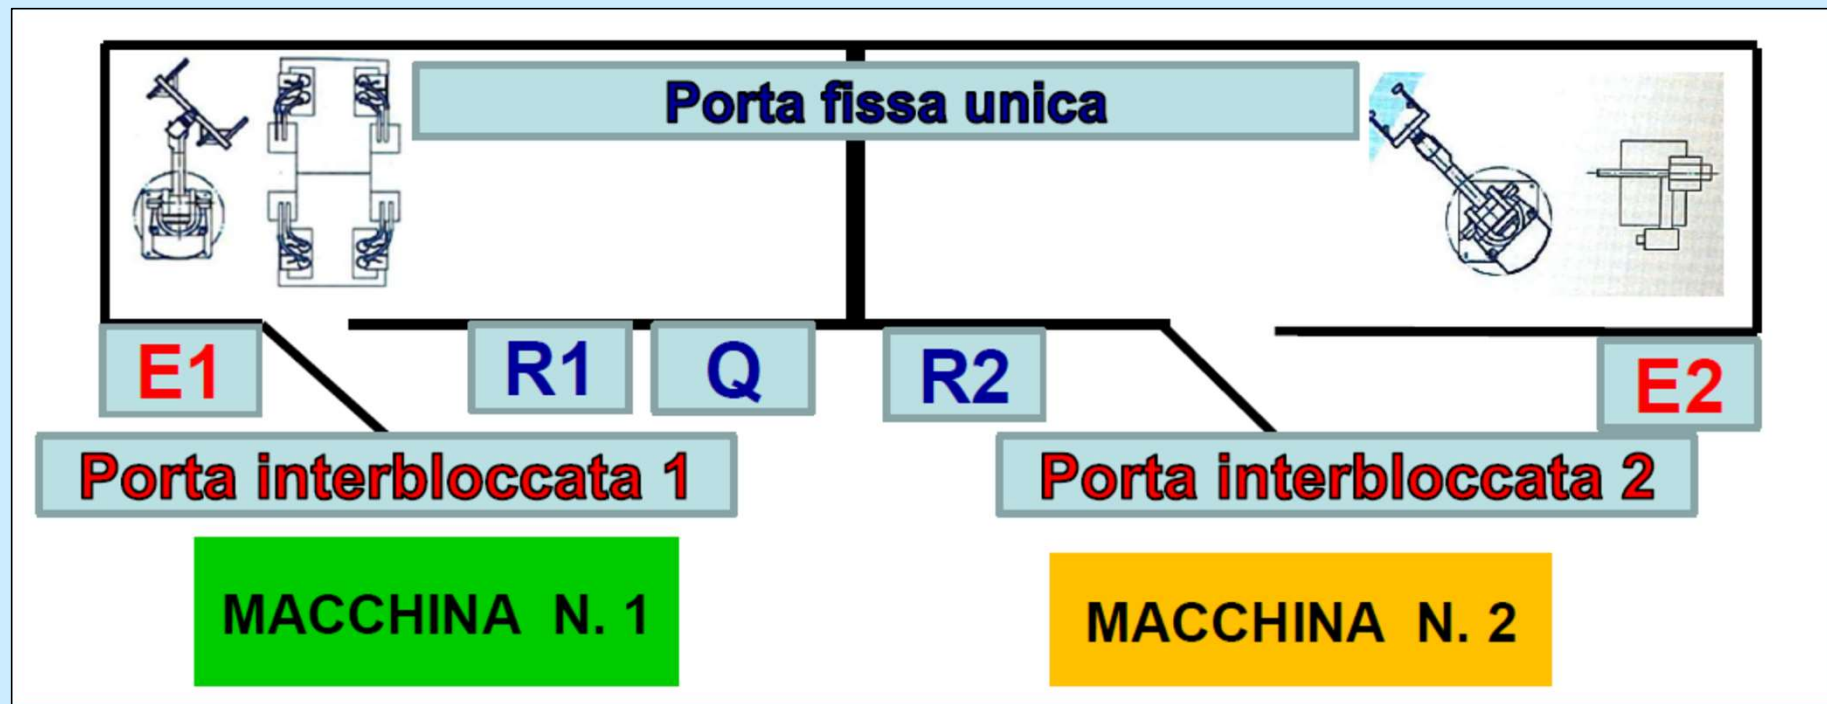 Porta fissa unica
E1
R1
Q
R2
E2
Porta interbloccata 1
Porta interbloccata 2
MACCHINA N. 1
MACCHINA N. 2